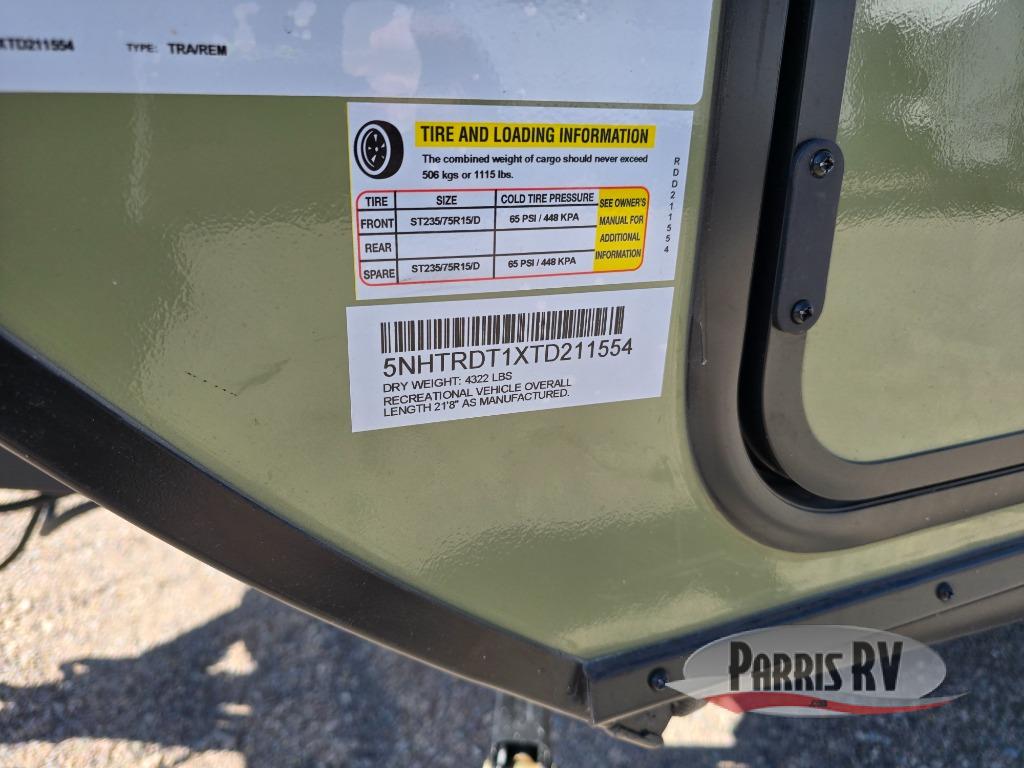 XTD211554 TYPE: TRA/REM
TIRE AND LOADING INFORMATION
The combined weight of cargo should never exceed
506 kgs or 1115 lbs.
TIRE SIZE COLD TIRE PRESSURE
FRONT ST235/75R15/D 65 PSI / 448 KPA
REAR
SPARE ST235/75R15/D 65 PSI / 448 KPA
SEE OWNER'S
MANUAL FOR
ADDITIONAL
INFORMATION
RDD211554
5NHTRDT1XTD211554
DRY WEIGHT: 4322 LBS
RECREATIONAL VEHICLE OVERALL
LENGTH 21'8" AS MANUFACTURED.
PARRIS RV
.com